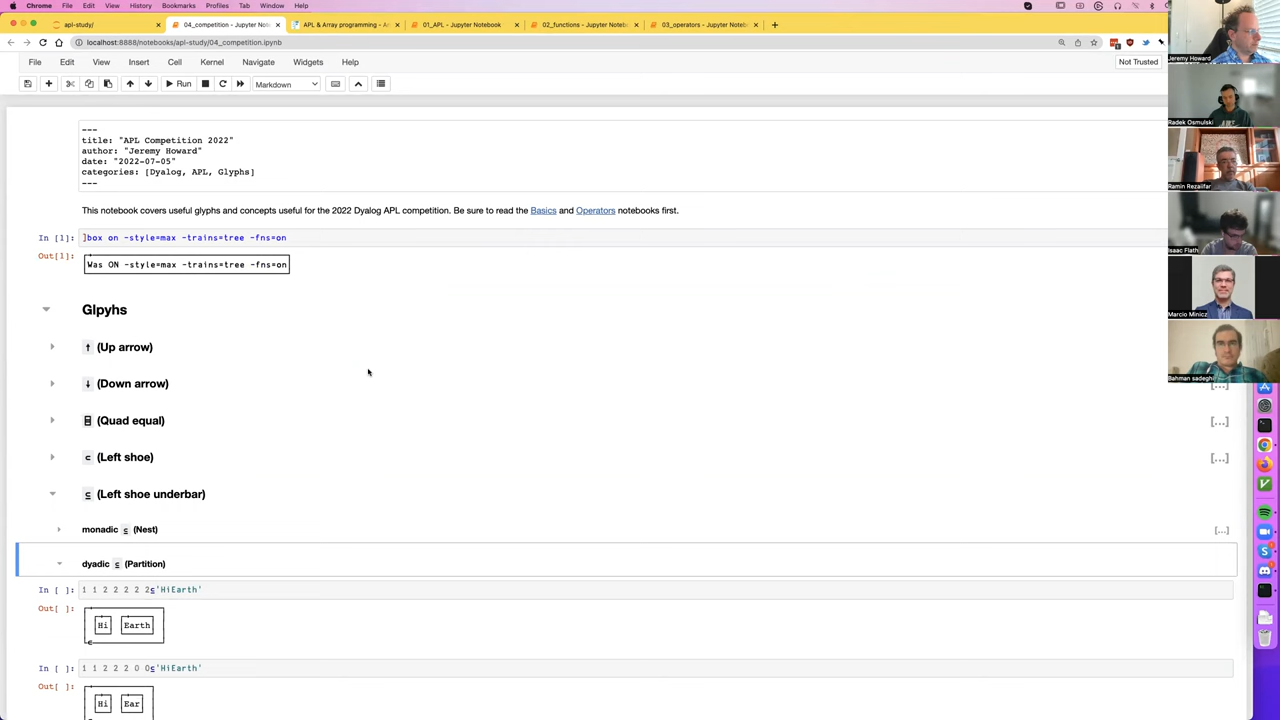 Chrome File Edit View History Bookmarks Profiles Tab Window Help
apl-study/
04_competition - Jupyter Not
APL & Array programming - A
01_APL - Jupyter Notebook
02_functions - Jupyter Noteb
03_operators - Jupyter Noteb
localhost:8888/notebooks/apl-study/04_competition.ipynb
File Edit View Insert Cell Kernel Navigate Widgets Help
Not Trusted
Run
Markdown
---
title: "APL Competition 2022"
author: "Jeremy Howard"
date: "2022-07-05"
categories: [Dyalog, APL, Glyphs]
---
This notebook covers useful glyphs and concepts useful for the 2022 Dyalog APL competition. Be sure to read the Basics and Operators notebooks first.
In [1]: ]box on -style=max -trains=tree -fns=on
Out[1]: Was ON -style=max -trains=tree -fns=on
Glpyhs
↑ (Up arrow)
↓ (Down arrow)
[...]
⌸ (Quad equal)
[...]
⊂ (Left shoe)
[...]
⊆ (Left shoe underbar)
monadic ⊆ (Nest)
[...]
dyadic ⊆ (Partition)
In [ ]: 1 1 2 2 2 2 2⊆'HiEarth'
Out[ ]: Hi Earth
In [ ]: 1 1 2 2 2 0 0⊆'HiEarth'
Out[ ]: Hi Ear
Jeremy Howard
Radek Osmulski
Ramin Rezaiifar
Isaac Flath
Marcio Minicz
Bahman sadeghi